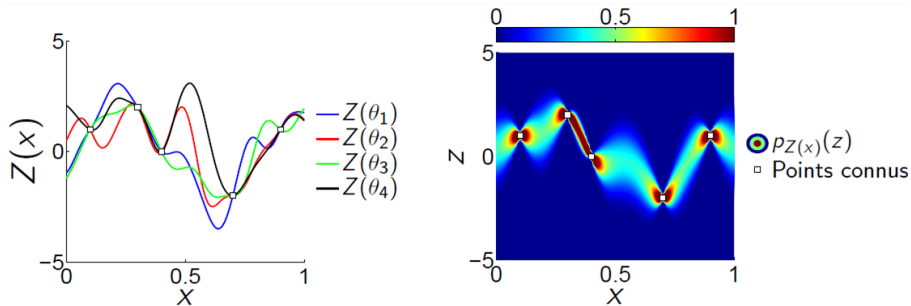 5
0
−5
Z(x)
0
0.5
1
x
Z(θ₁)
Z(θ₂)
Z(θ₃)
Z(θ₄)
0
0.5
1
5
0
−5
z
0
0.5
1
x
p_{Z(x)}(z)
Points connus